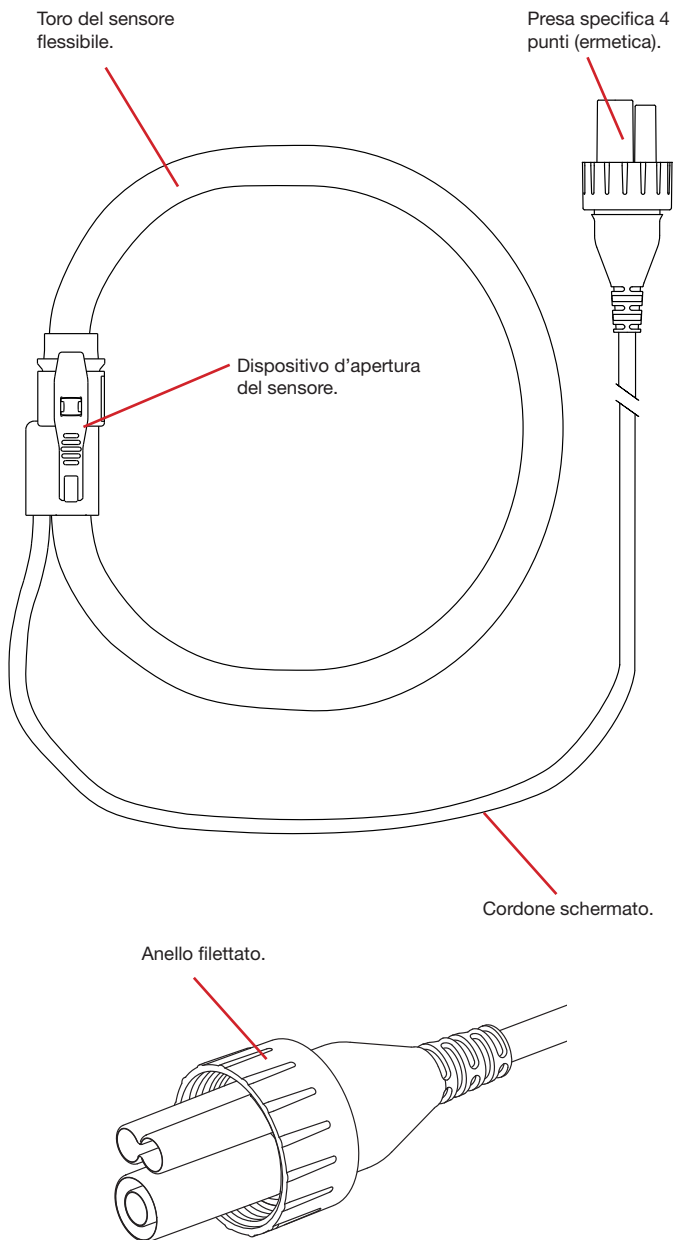 Toro del sensore
flessibile.
Presa specifica 4
punti (ermetica).
Dispositivo d’apertura
del sensore.
Cordone schermato.
Anello filettato.